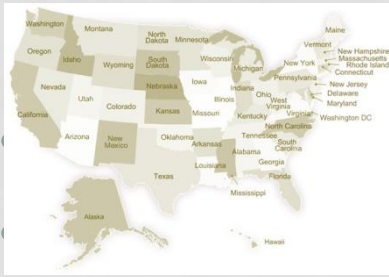 Washington
Montana
North
Dakota
Minnesota
Maine
Vermont
New Hampshire
Massachusetts
Rhode Island
Connecticut
Oregon
Idaho
Wyoming
South
Dakota
Wisconsin
Michigan
New York
Nebraska
Iowa
Pennsylvania
New Jersey
Delaware
Maryland
Washington DC
Nevada
Utah
Colorado
Kansas
Missouri
Illinois
Indiana
Ohio
West
Virginia
Virginia
Kentucky
California
Arizona
New
Mexico
Oklahoma
Arkansas
Tennessee
North Carolina
South
Carolina
Texas
Louisiana
Alabama
Georgia
Florida
Mississippi
Alaska
Hawaii